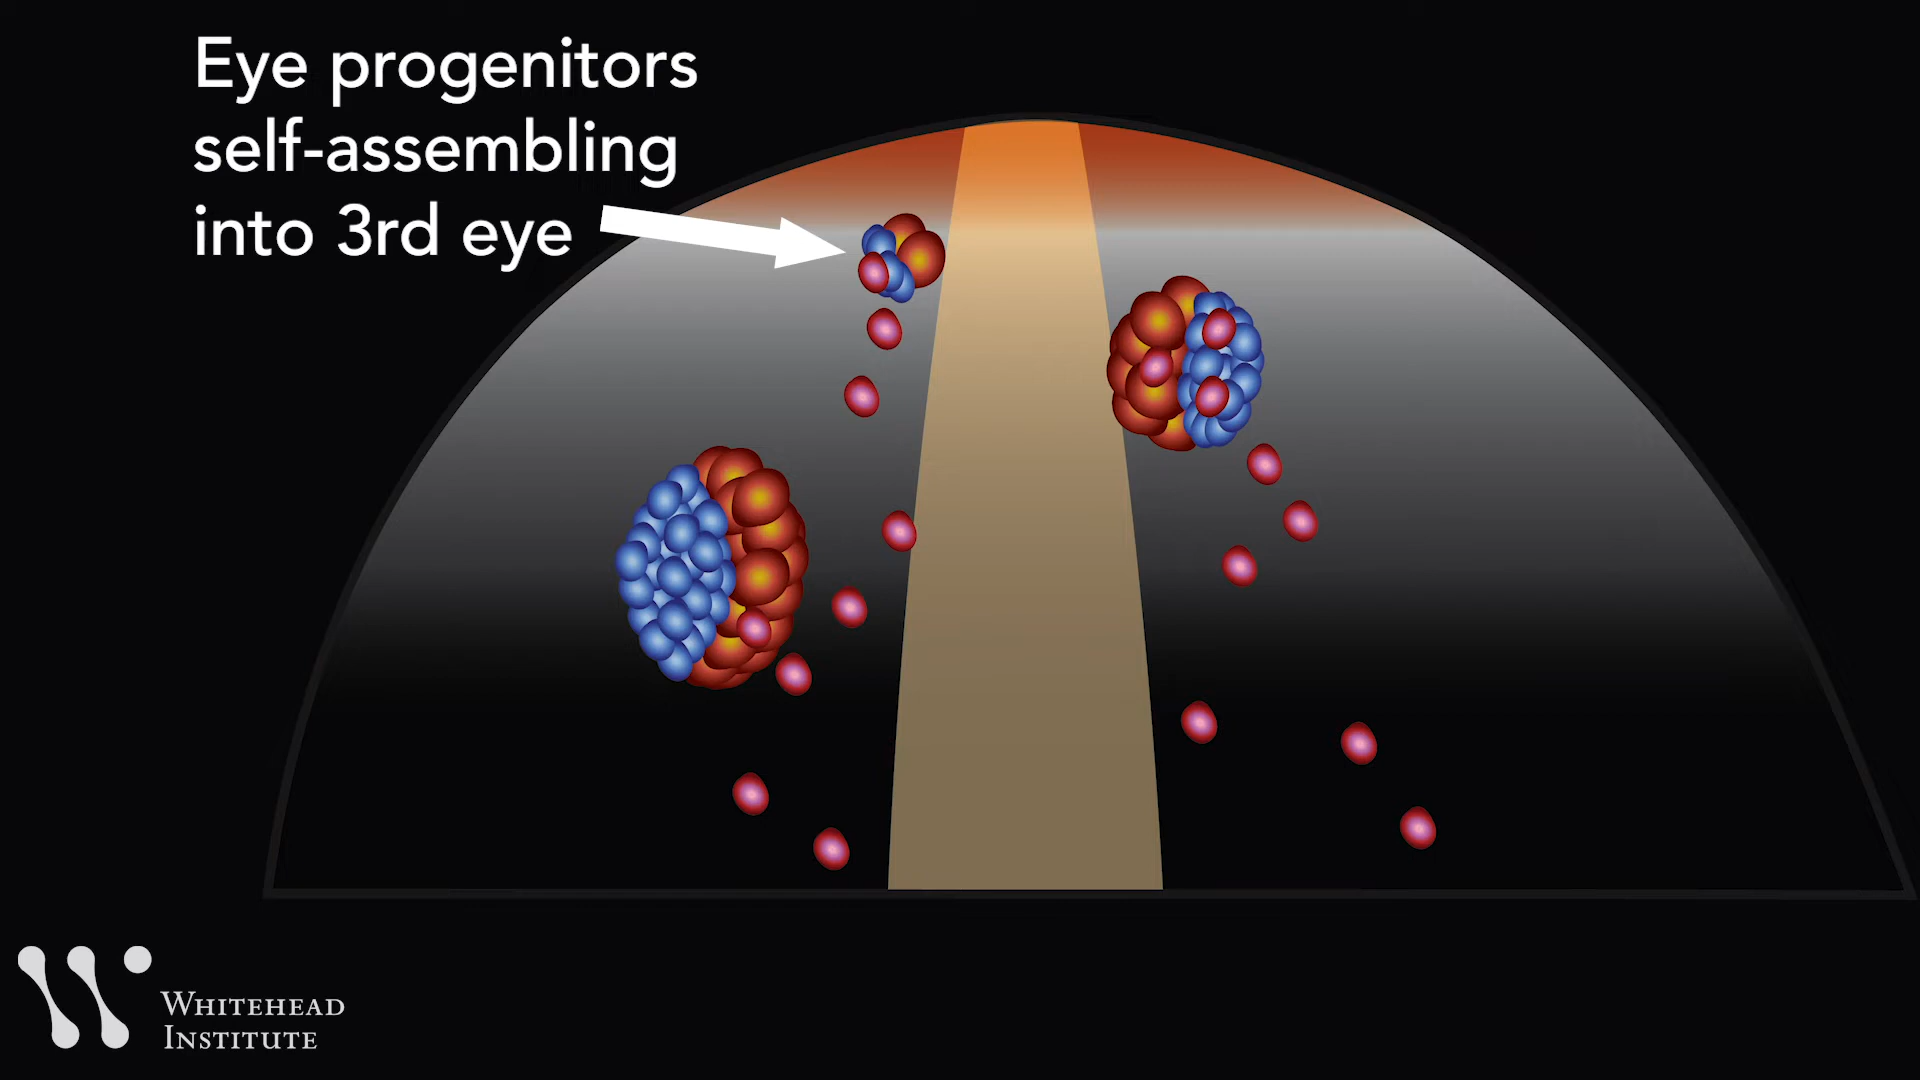 Eye progenitors
self-assembling
into 3rd eye
WHITEHEAD
INSTITUTE